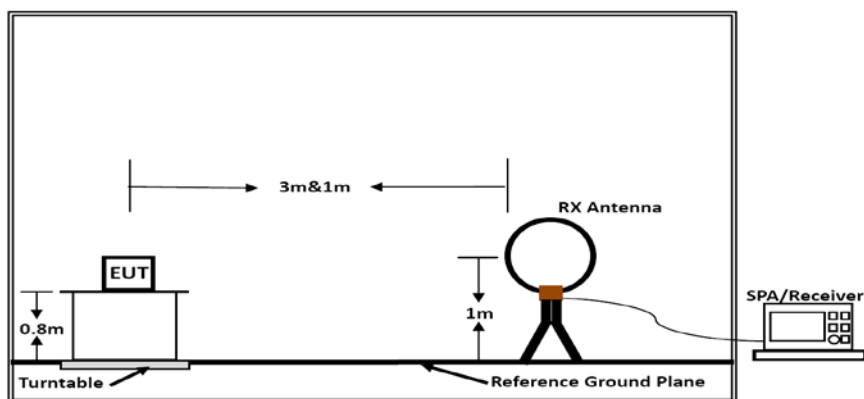 3m&1m
RX Antenna
EUT
SPA/Receiver
0.8m
1m
Turntable
Reference Ground Plane